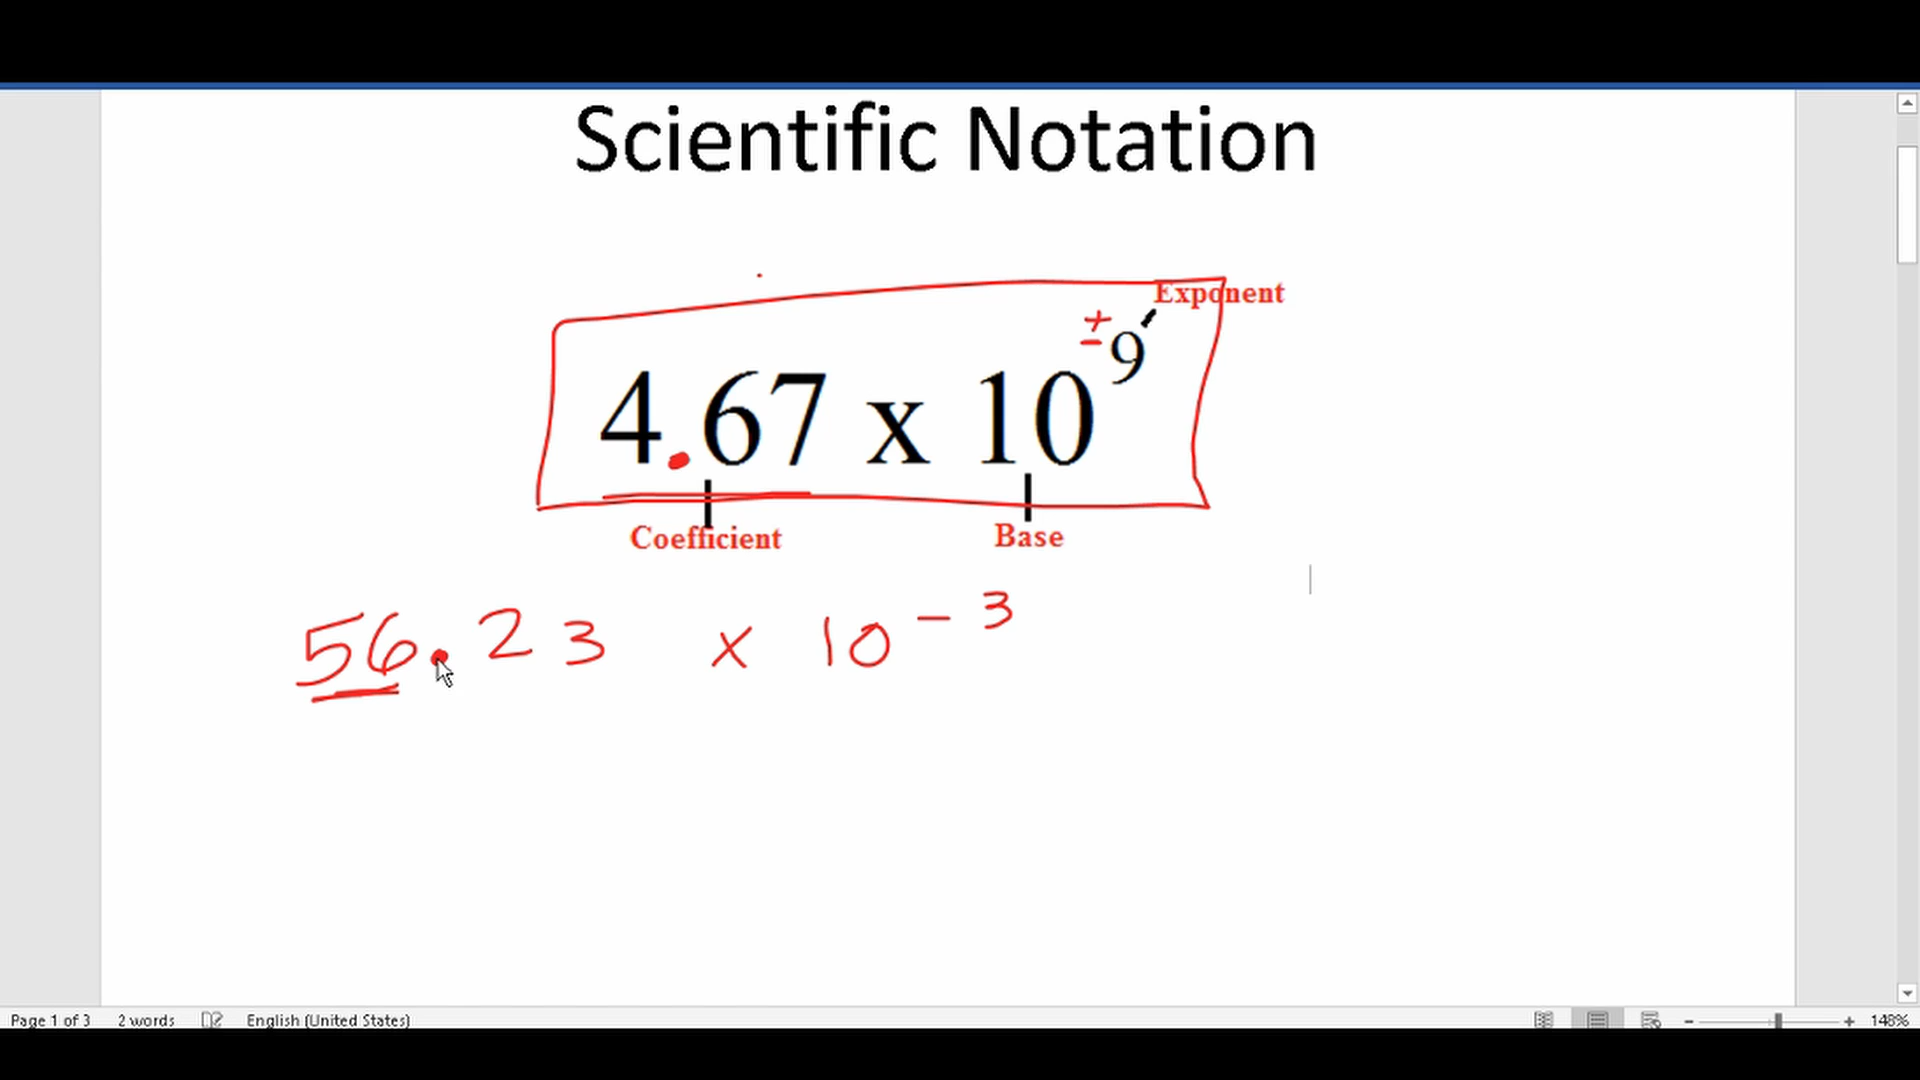 Scientific Notation
Exponent
± 9
4.67 x 10
Coefficient Base
56.23 x 10⁻³
Page 1 of 3 2 words English (United States) 148%